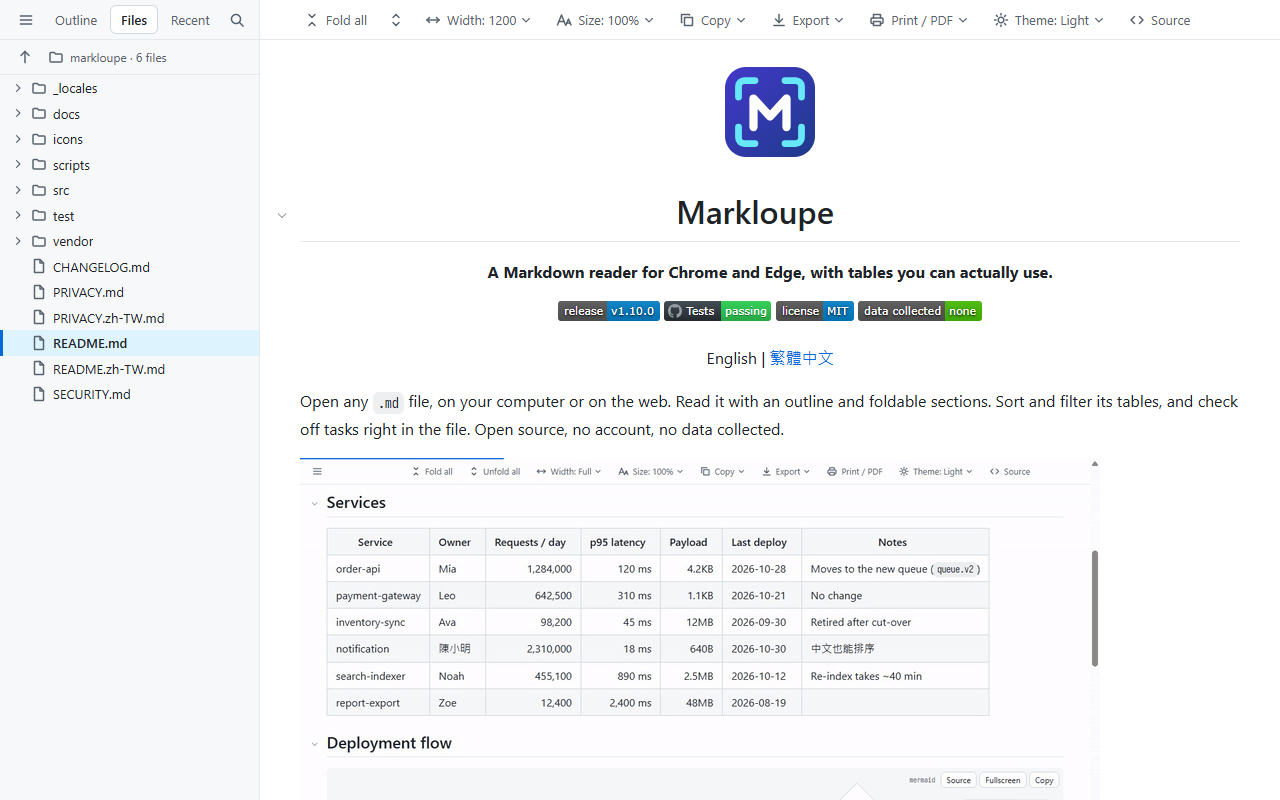 Outline Files Recent
Fold all Width: 1200 Size: 100% Copy Export Print / PDF Theme: Light Source
markloupe · 6 files
_locales
docs
icons
scripts
src
test
vendor
CHANGELOG.md
PRIVACY.md
PRIVACY.zh-TW.md
README.md
README.zh-TW.md
SECURITY.md
M
Markloupe
A Markdown reader for Chrome and Edge, with tables you can actually use.
release v1.10.0 Tests passing license MIT data collected none
English | 繁體中文
Open any .md file, on your computer or on the web. Read it with an outline and foldable sections. Sort and filter its tables, and check
off tasks right in the file. Open source, no account, no data collected.
Fold all Unfold all Width: Full Size: 100% Copy Export Print / PDF Theme: Light Source
Services
Service Owner Requests / day p95 latency Payload Last deploy Notes
order-api Mia 1,284,000 120 ms 4.2KB 2026-10-28 Moves to the new queue (queue.v2)
payment-gateway Leo 642,500 310 ms 1.1KB 2026-10-21 No change
inventory-sync Ava 98,200 45 ms 12MB 2026-09-30 Retired after cut-over
notification 陳小明 2,310,000 18 ms 640B 2026-10-30 中文也能排序
search-indexer Noah 455,100 890 ms 2.5MB 2026-10-12 Re-index takes ~40 min
report-export Zoe 12,400 2,400 ms 48MB 2026-08-19
Deployment flow
mermaid Source Fullscreen Copy